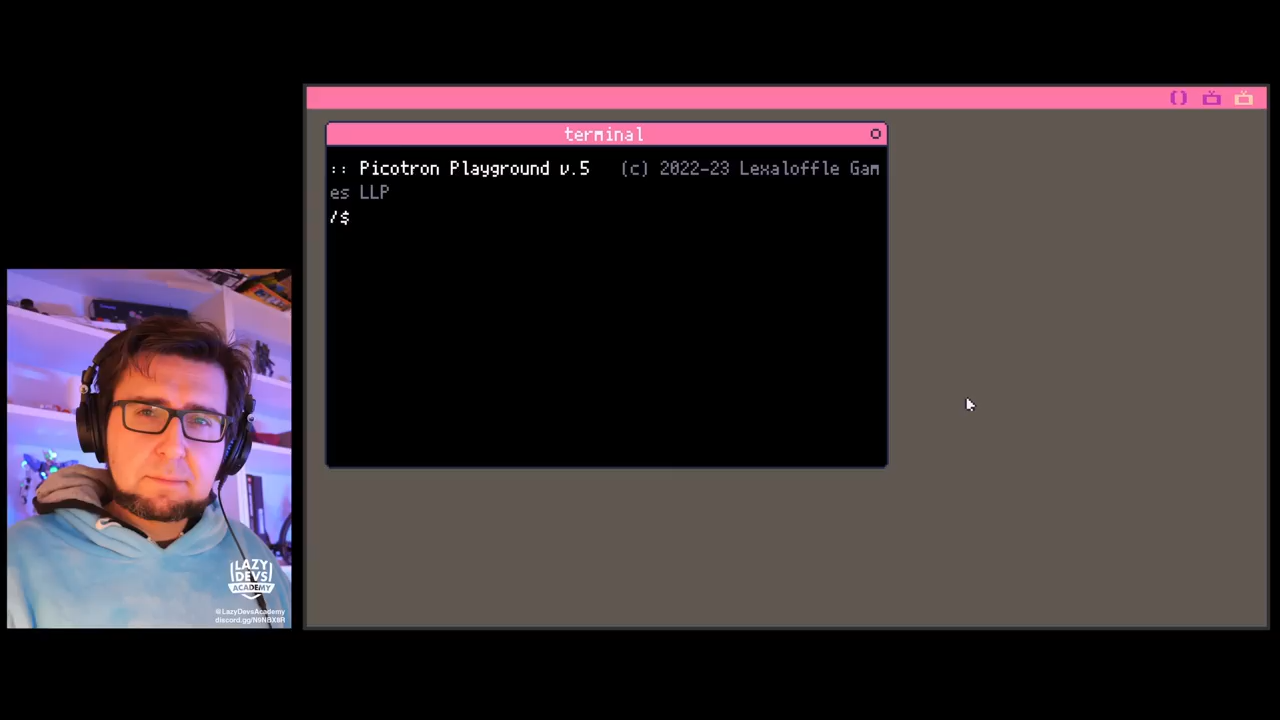 terminal
:: Picotron Playground v.5 (c) 2022-23 Lexaloffle Gam
es LLP
/$
LAZY
DEVS
ACADEMY
@LazyDevsAcademy